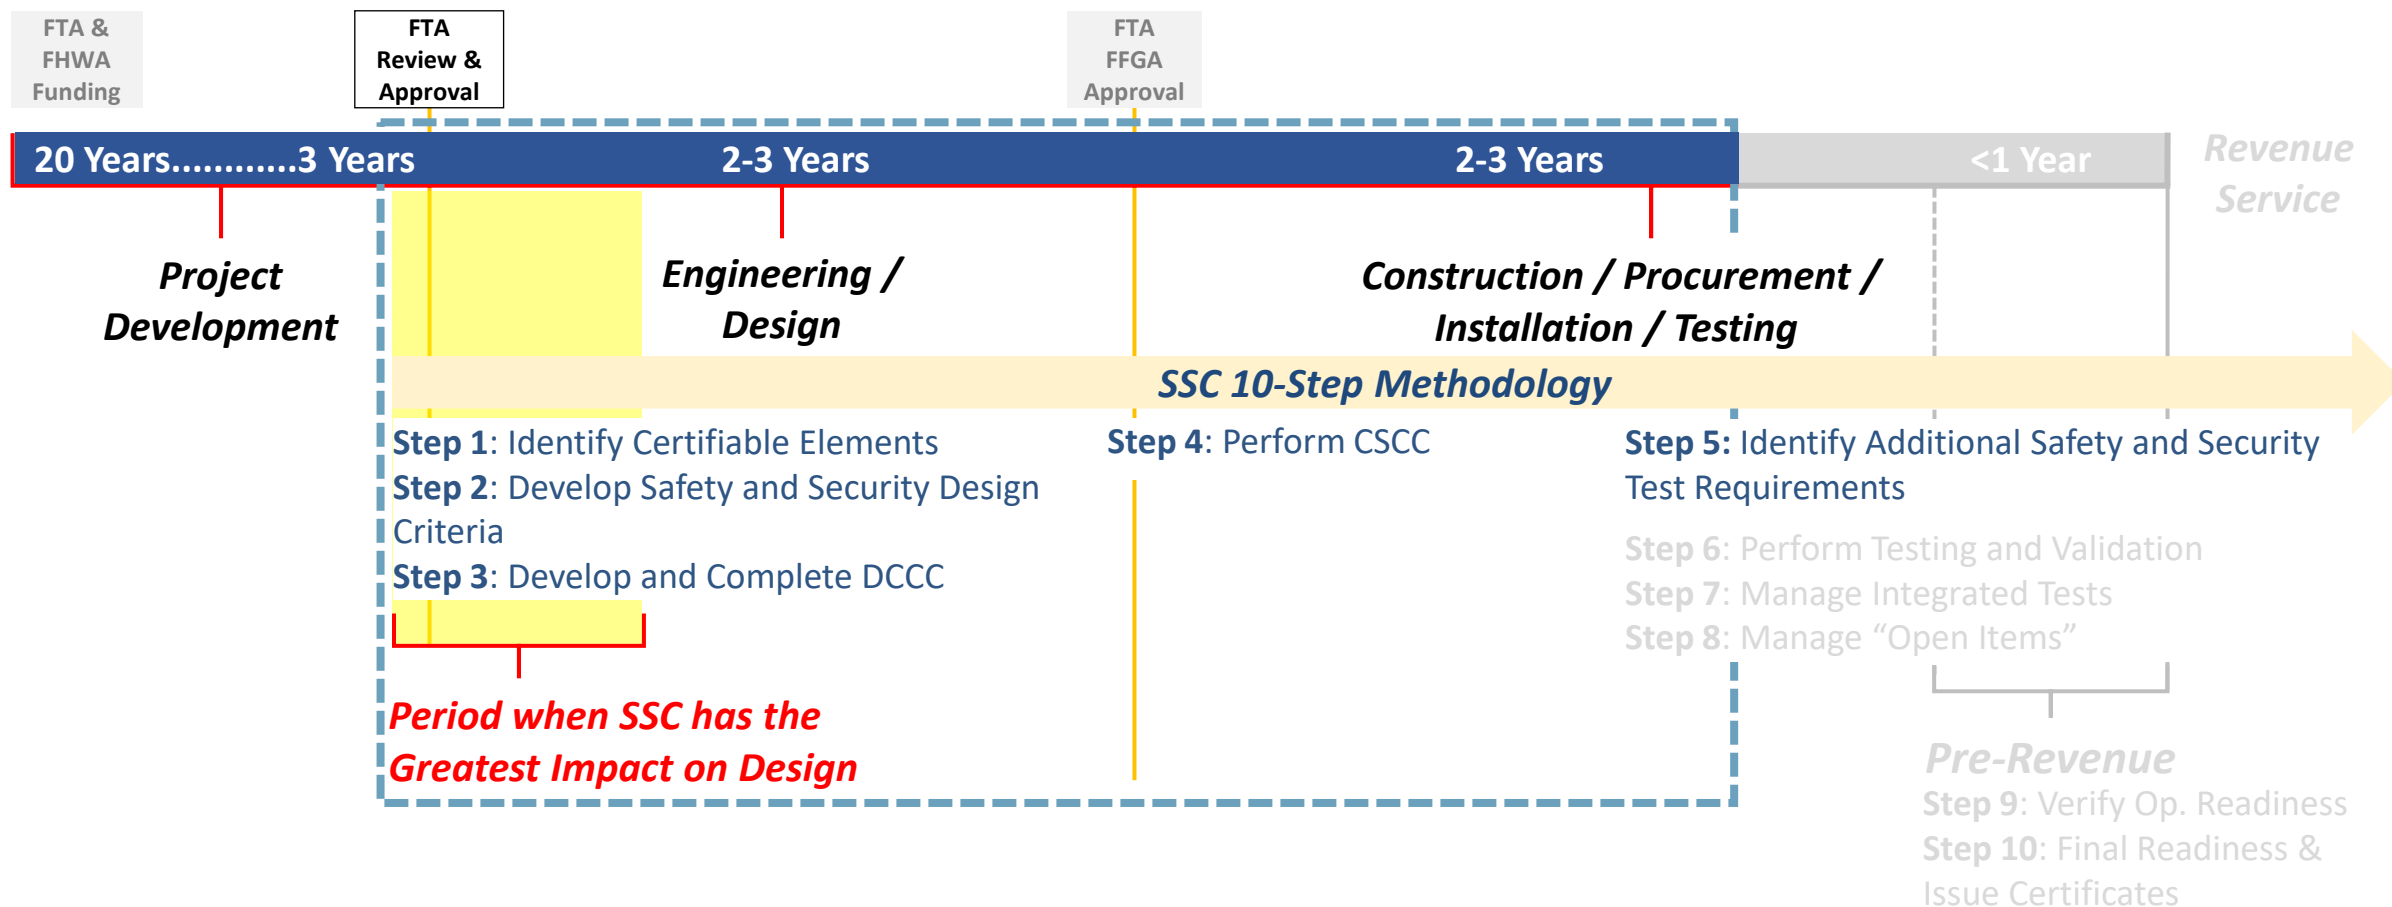 FTA &
FHWA
Funding
FTA
Review &
Approval
FTA
FFGA
Approval
20 Years............3 Years
2-3 Years
2-3 Years
<1 Year
Revenue
Service
Project
Development
Engineering /
Design
Construction / Procurement /
Installation / Testing
SSC 10-Step Methodology
Step 1: Identify Certifiable Elements
Step 2: Develop Safety and Security Design
Criteria
Step 3: Develop and Complete DCCC
Step 4: Perform CSCC
Step 5: Identify Additional Safety and Security
Test Requirements
Step 6: Perform Testing and Validation
Step 7: Manage Integrated Tests
Step 8: Manage “Open Items”
Period when SSC has the
Greatest Impact on Design
Pre-Revenue
Step 9: Verify Op. Readiness
Step 10: Final Readiness &
Issue Certificates